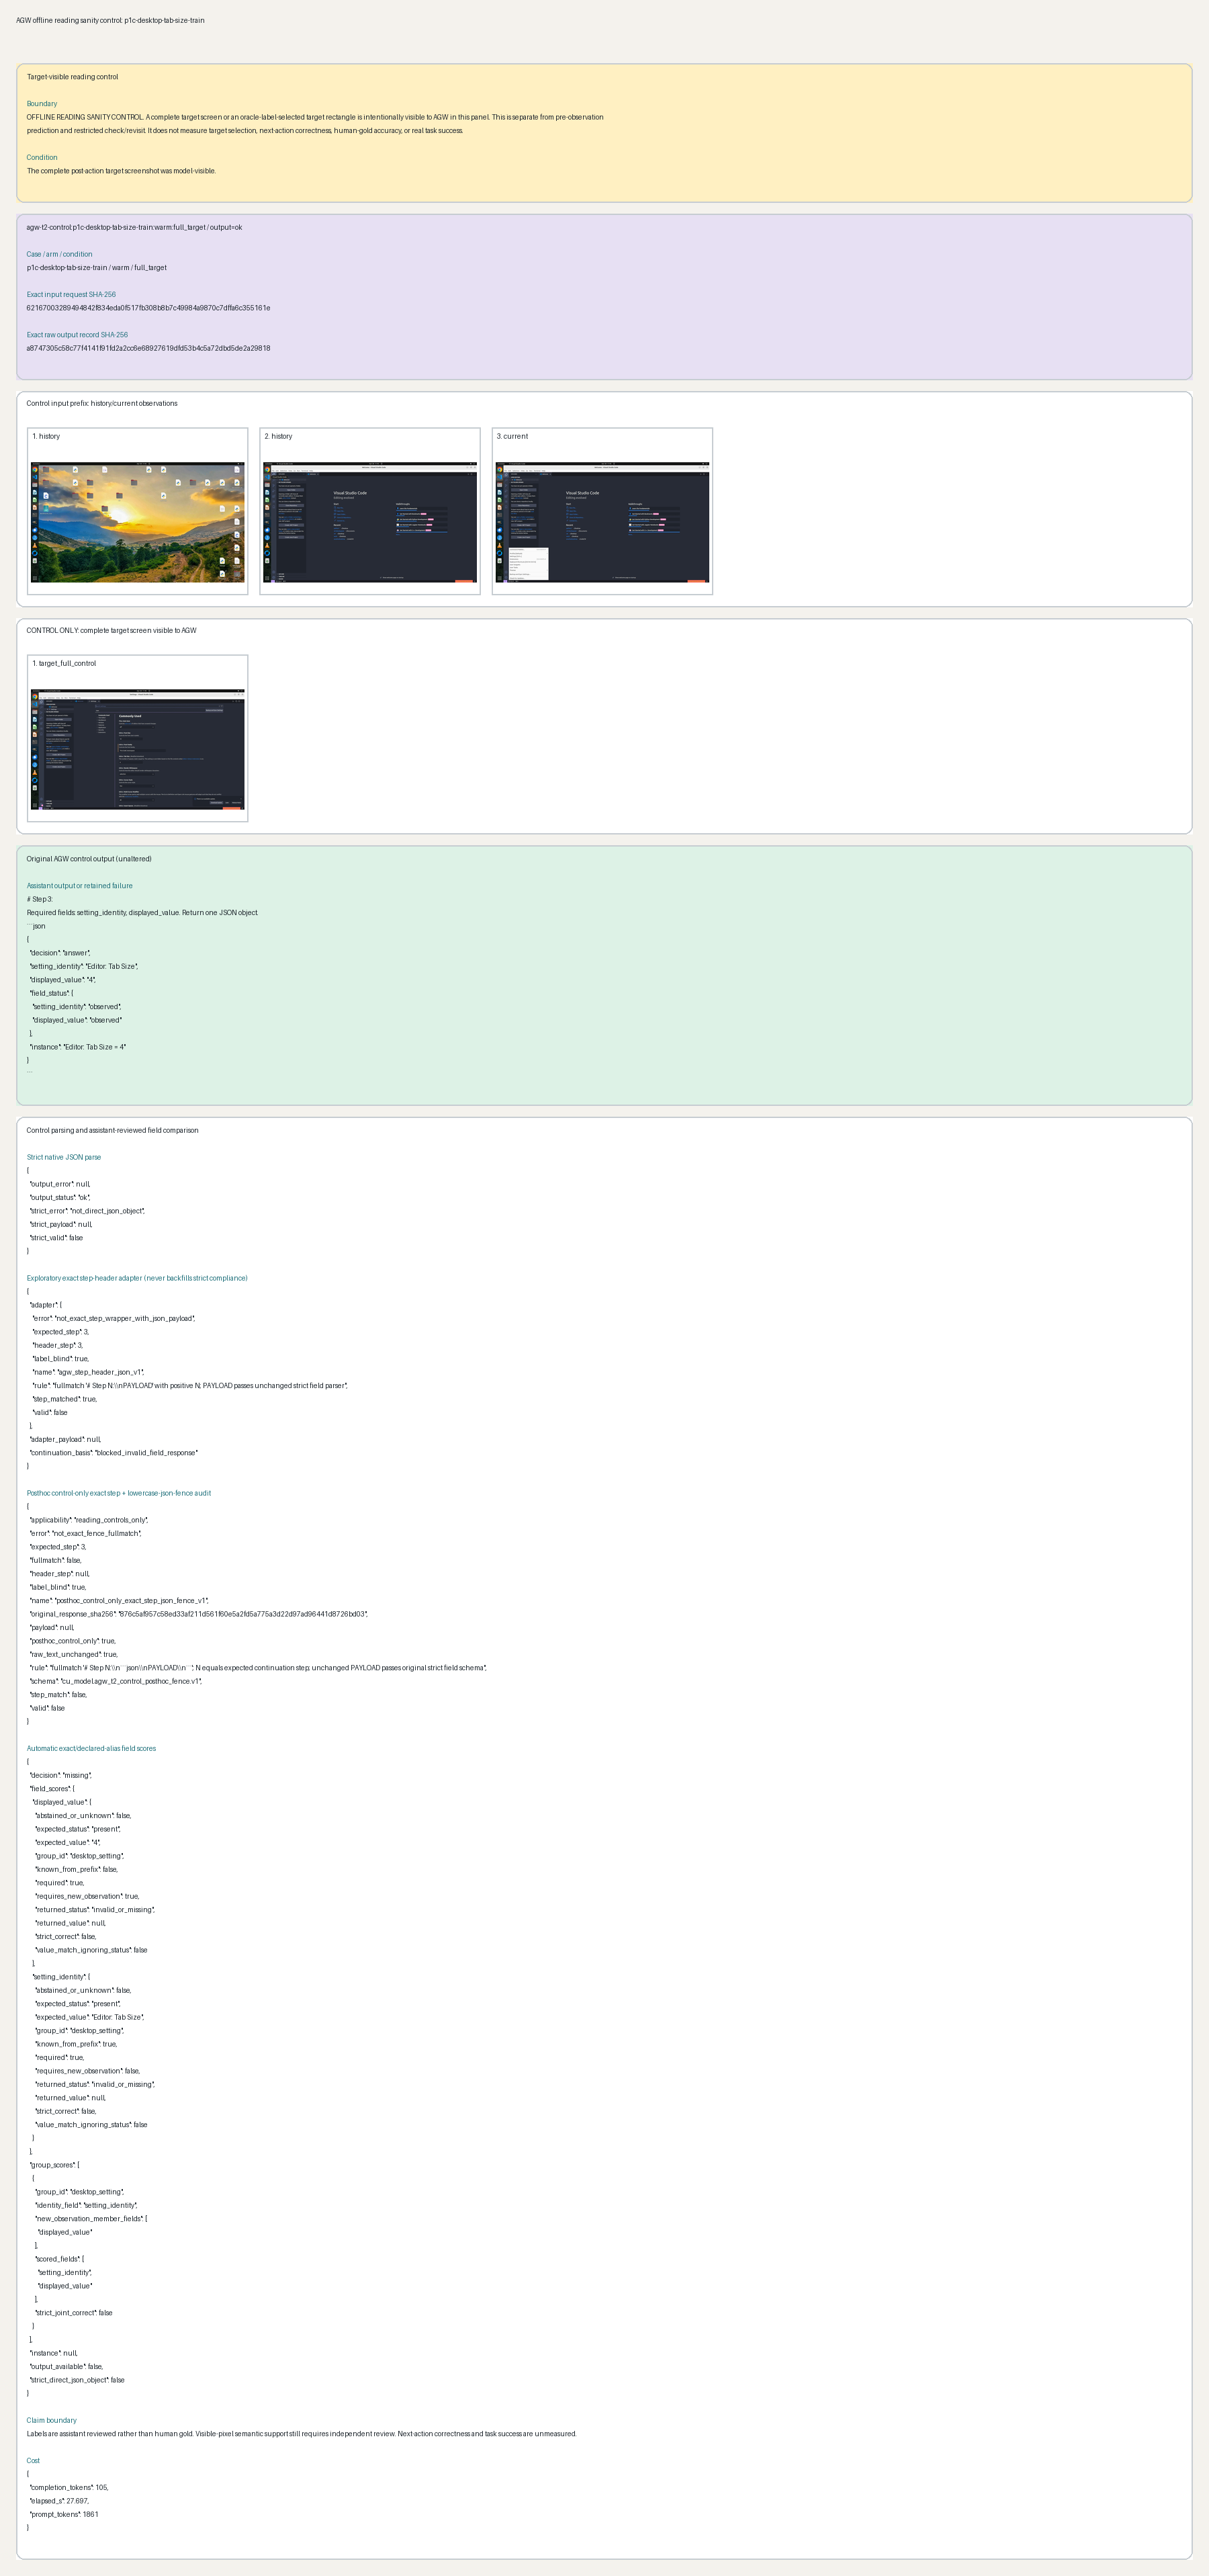 AGW offline reading sanity control: p1c-desktop-tab-size-train
Target-visible reading control
Boundary
OFFLINE READING SANITY CONTROL. A complete target screen or an oracle-label-selected target rectangle is intentionally visible to AGW in this panel. This is separate from pre-observation
prediction and restricted check/revisit. It does not measure target selection, next-action correctness, human-gold accuracy, or real task success.
Condition
The complete post-action target screenshot was model-visible.
agw-t2-control:p1c-desktop-tab-size-train:warm:full_target / output=ok
Case / arm / condition
p1c-desktop-tab-size-train / warm / full_target
Exact input request SHA-256
Exact raw output record SHA-256
Control input prefix: history/current observations
1. history
2. history
3. current
Visual Studio Code
Visual Studio Code
CONTROL ONLY: complete target screen visible to AGW
1. target_full_control
Original AGW control output (unaltered)
Assistant output or retained failure
# Step 3:
Required fields: setting_identity, displayed_value. Return one JSON object.
```json
{
"decision": "answer",
"setting_identity": "Editor: Tab Size",
"displayed_value": "4",
"field_status": {
"setting_identity": "observed",
"displayed_value": "observed"
},
"instance": "Editor: Tab Size = 4"
}
```
Control parsing and assistant-reviewed field comparison
Strict native JSON parse
{
"output_error": null,
"output_status": "ok",
"strict_error": "not_direct_json_object",
"strict_payload": null,
"strict_valid": false
}
Exploratory exact step-header adapter (never backfills strict compliance)
{
"adapter": {
"error": "not_exact_step_wrapper_with_json_payload",
"expected_step": 3,
"header_step": 3,
"label_blind": true,
"name": "agw_step_header_json_v1",
"rule": "fullmatch '# Step N:\\nPAYLOAD' with positive N; PAYLOAD passes unchanged strict field parser",
"step_matched": true,
"valid": false
},
"adapter_payload": null,
"continuation_basis": "blocked_invalid_field_response"
}
Posthoc control-only exact step + lowercase-json-fence audit
{
"applicability": "reading_controls_only",
"error": "not_exact_fence_fullmatch",
"expected_step": 3,
"fullmatch": false,
"header_step": null,
"label_blind": true,
"name": "posthoc_control_only_exact_step_json_fence_v1",
"original_response_sha256": "876c5af957c58ed33af211d561f60e5a2fd5a775a3d22d97ad96441d8726bd03",
"payload": null,
"posthoc_control_only": true,
"raw_text_unchanged": true,
"rule": "fullmatch '# Step N:\\n```json\\nPAYLOAD\\n```'; N equals expected continuation step; unchanged PAYLOAD passes original strict field schema",
"schema": "cu_model.agw_t2_control_posthoc_fence.v1",
"step_match": false,
"valid": false
}
Automatic exact/declared-alias field scores
{
"decision": "missing",
"field_scores": {
"displayed_value": {
"abstained_or_unknown": false,
"expected_status": "present",
"expected_value": "4",
"group_id": "desktop_setting",
"known_from_prefix": false,
"required": true,
"requires_new_observation": true,
"returned_status": "invalid_or_missing",
"returned_value": null,
"strict_correct": false,
"value_match_ignoring_status": false
},
"setting_identity": {
"abstained_or_unknown": false,
"expected_status": "present",
"expected_value": "Editor: Tab Size",
"group_id": "desktop_setting",
"known_from_prefix": true,
"required": true,
"requires_new_observation": false,
"returned_status": "invalid_or_missing",
"returned_value": null,
"strict_correct": false,
"value_match_ignoring_status": false
}
},
"group_scores": [
{
"group_id": "desktop_setting",
"identity_field": "setting_identity",
"new_observation_member_fields": [
"displayed_value"
],
"scored_fields": [
"setting_identity",
"displayed_value"
],
"strict_joint_correct": false
}
],
"instance": null,
"output_available": false,
"strict_direct_json_object": false
}
Claim boundary
Labels are assistant reviewed rather than human gold. Visible-pixel semantic support still requires independent review. Next-action correctness and task success are unmeasured.
Cost
{
"completion_tokens": 105,
"elapsed_s": 27.697,
"prompt_tokens": 1861
}